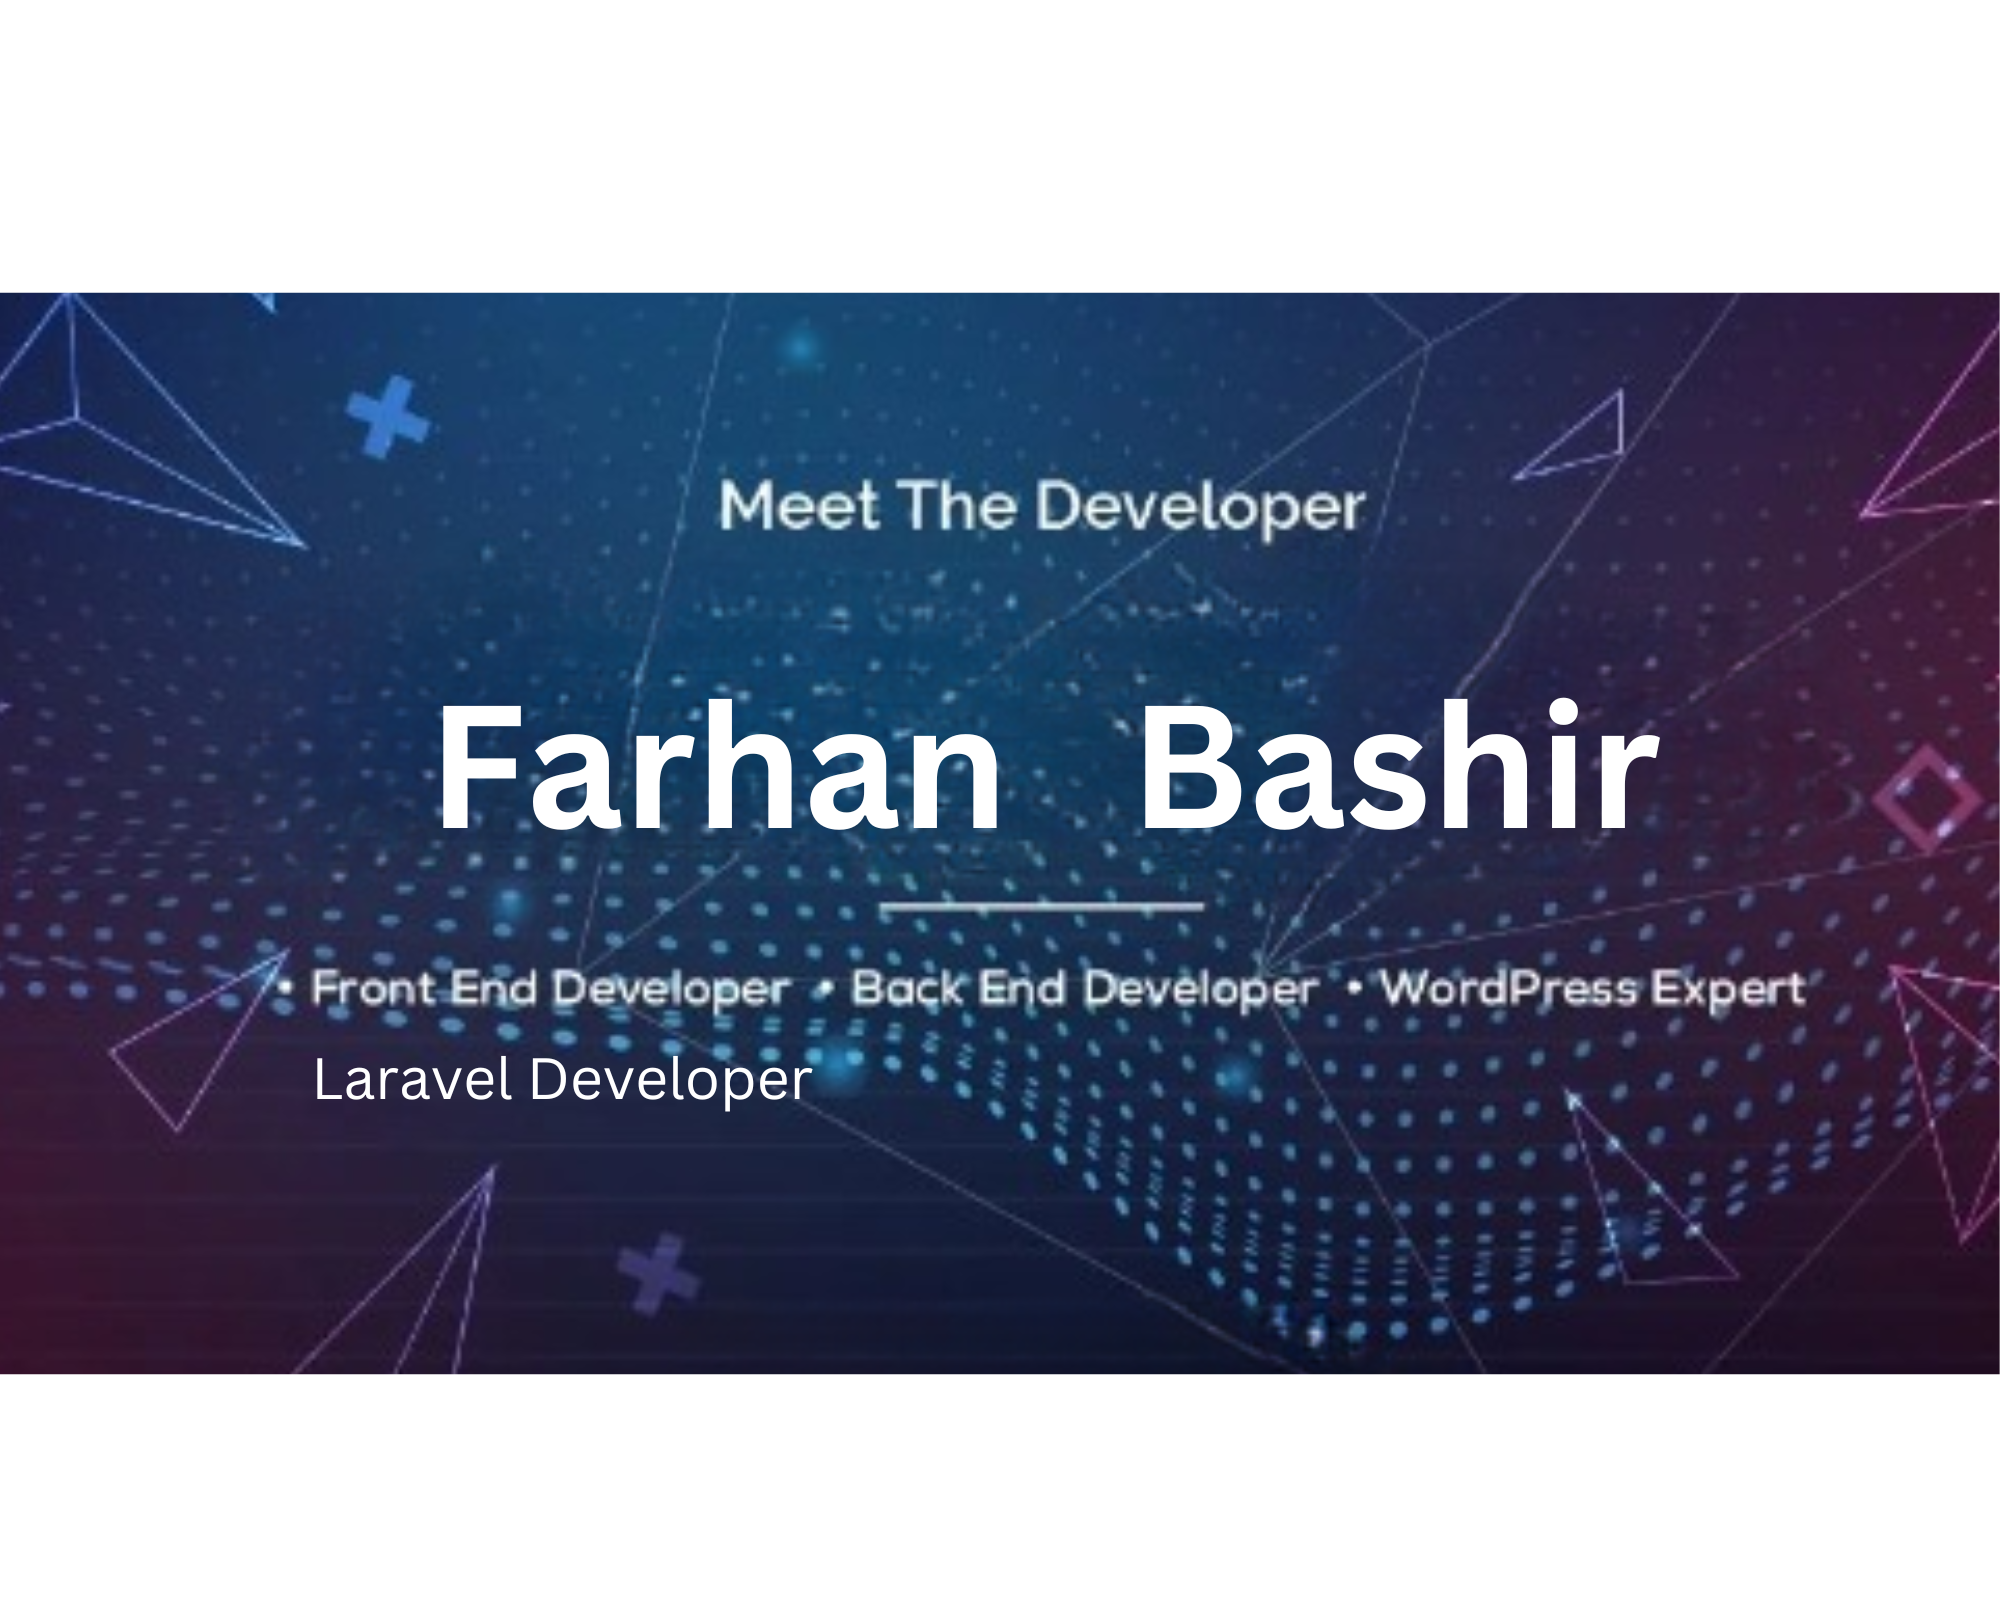 Meet The Developer
Farhan Bashir
• Front End Developer • Back End Developer • WordPress Expert
Laravel Developer